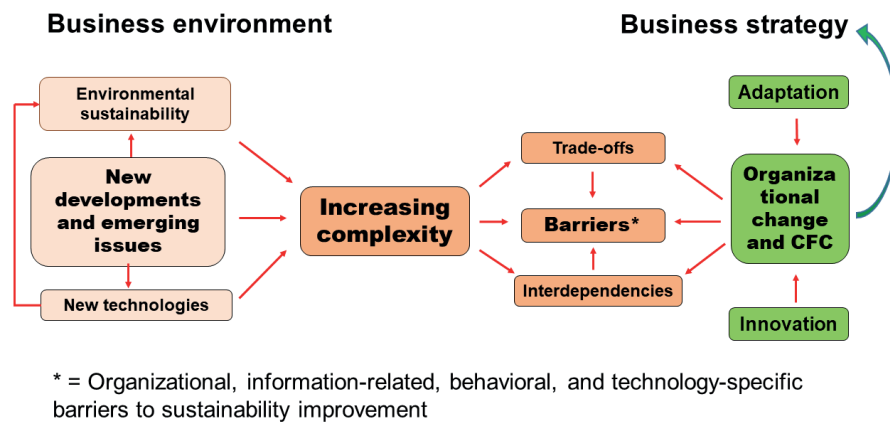 Business environment
Business strategy
Environmental
sustainability
New
developments
and emerging
issues
New technologies
Increasing
complexity
Trade-offs
Barriers*
Interdependencies
Adaptation
Organiza
tional
change
and CFC
Innovation
* = Organizational, information-related, behavioral, and technology-specific
barriers to sustainability improvement